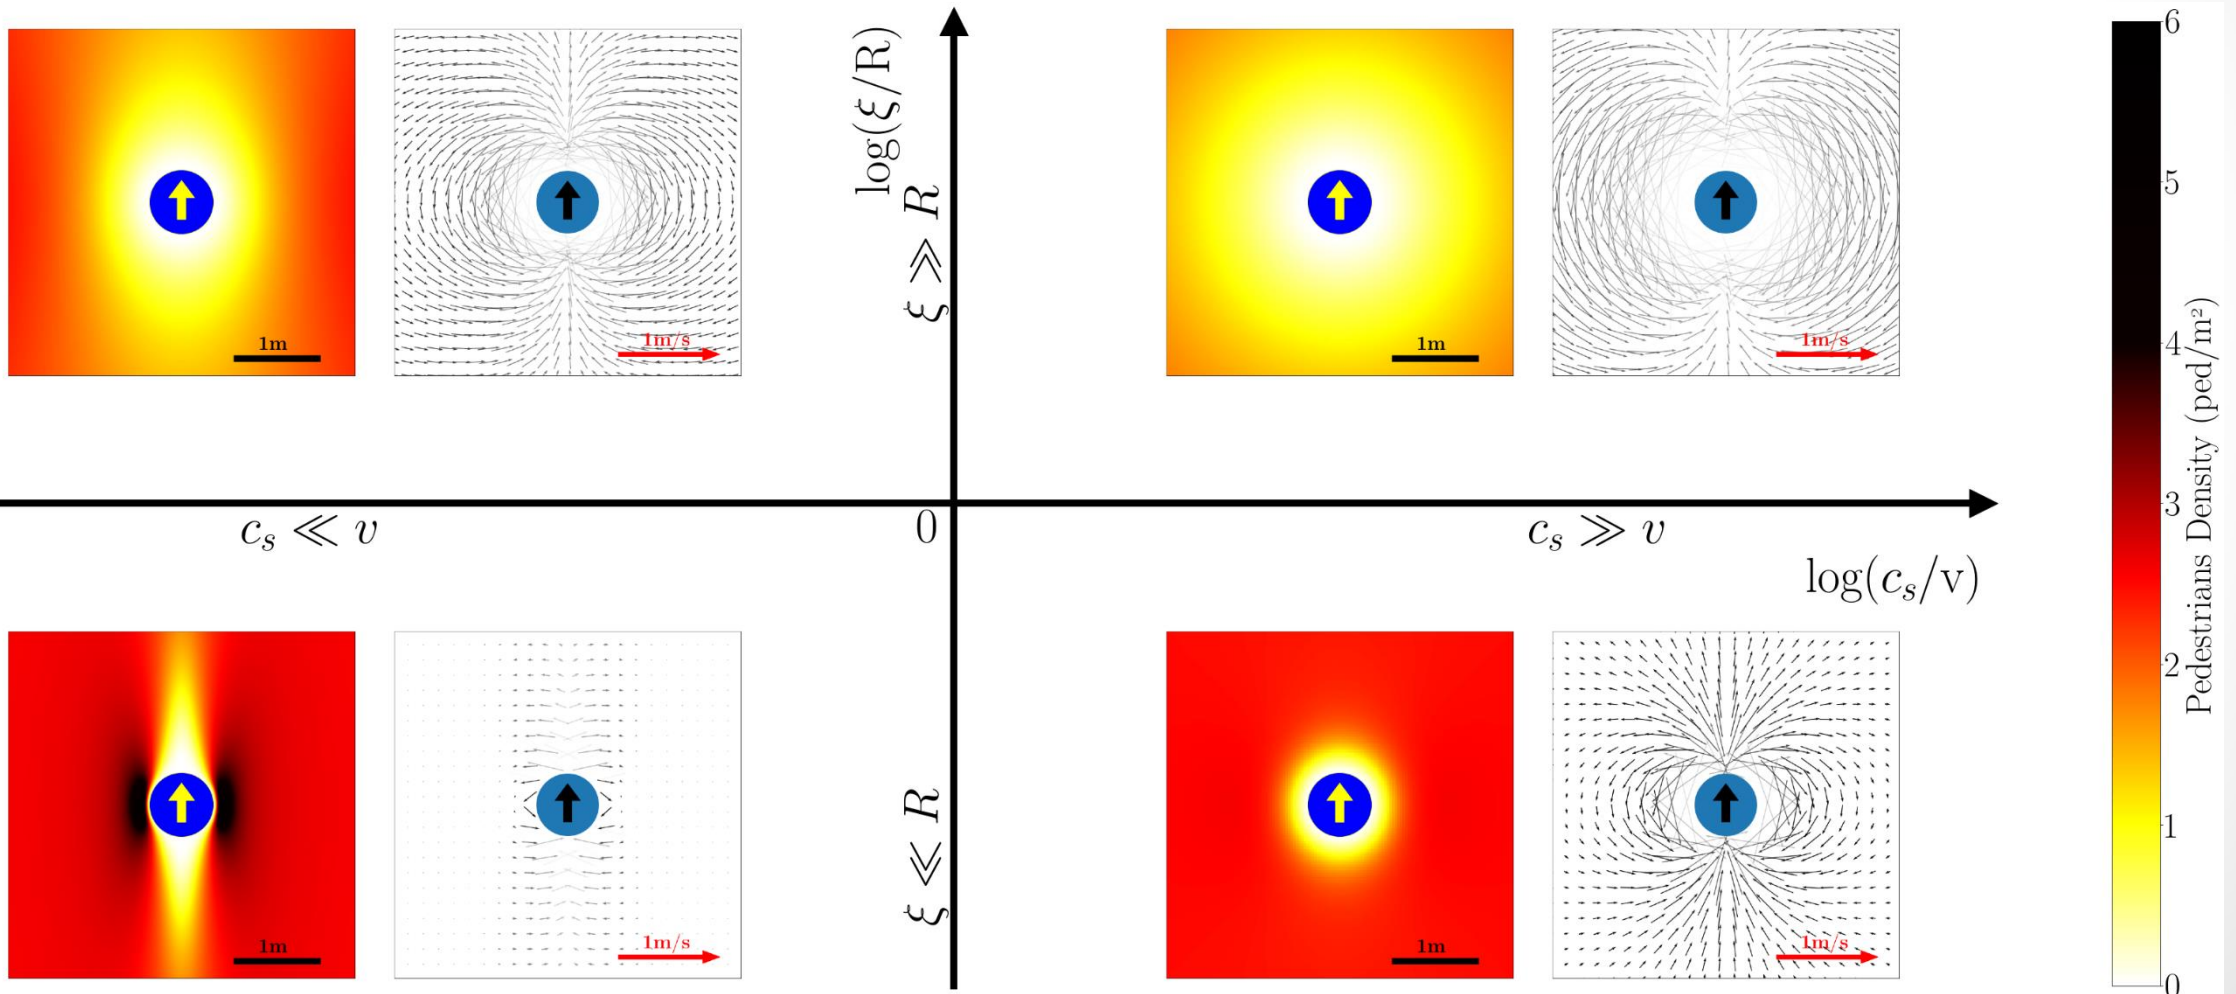 1m
1m/s
log(ξ/R)
ξ ≫ R
1m
1m/s
6
5
4
3
2
1
0
Pedestrians Density (ped/m²)
c_s ≪ v
0
c_s ≫ v
log(c_s/v)
1m
1m/s
ξ ≪ R
1m
1m/s